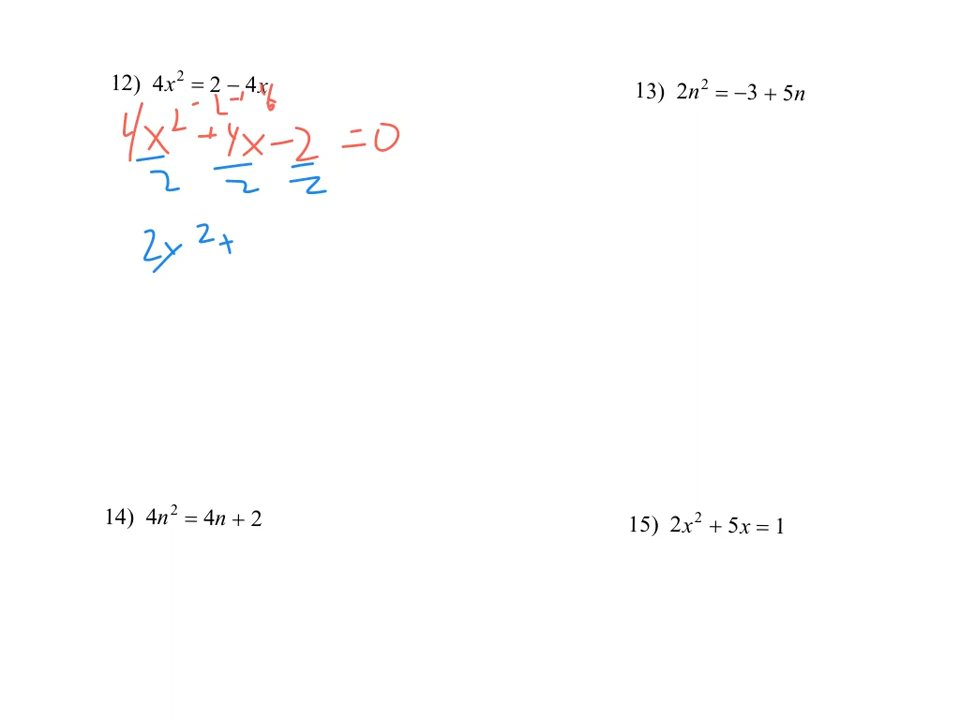 12) 4x² = 2 − 4x
13) 2n² = −3 + 5n
4x² + 4x − 2 = 0
2 2 2
2x² +
14) 4n² = 4n + 2
15) 2x² + 5x = 1